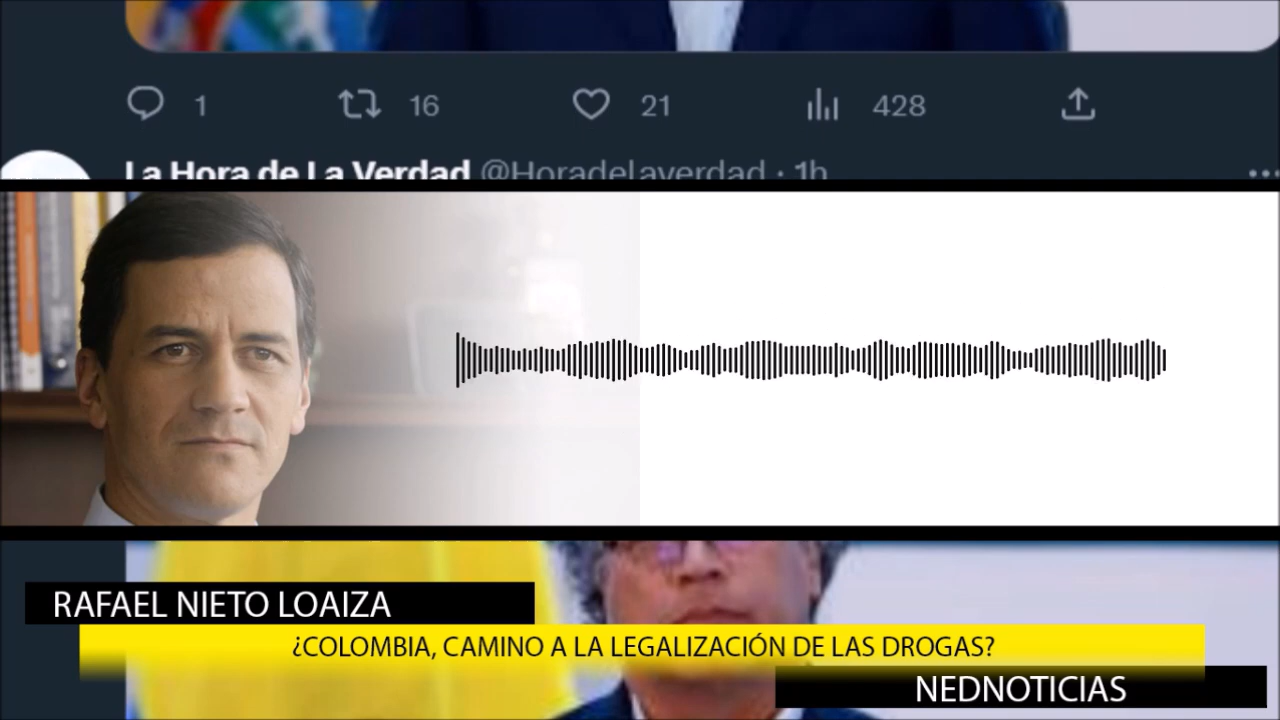 1 16 21 428
La Hora de La Verdad @Horadelaverdad · 1h
RAFAEL NIETO LOAIZA
¿COLOMBIA, CAMINO A LA LEGALIZACIÓN DE LAS DROGAS?
NEDNOTICIAS